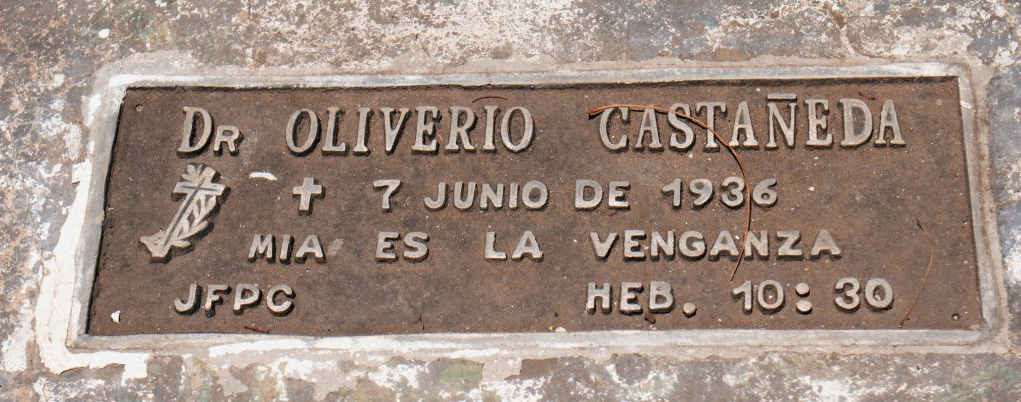 DR OLIVERIO CASTAÑEDA
✝ 7 JUNIO DE 1936
MIA ES LA VENGANZA
JFPC HEB. 10:30